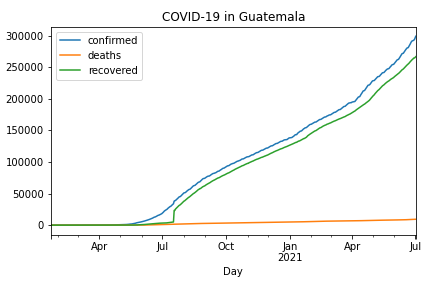 COVID-19 in Guatemala
confirmed
deaths
recovered
300000
250000
200000
150000
100000
50000
0
Apr Jul Oct Jan Apr Jul
2021
Day